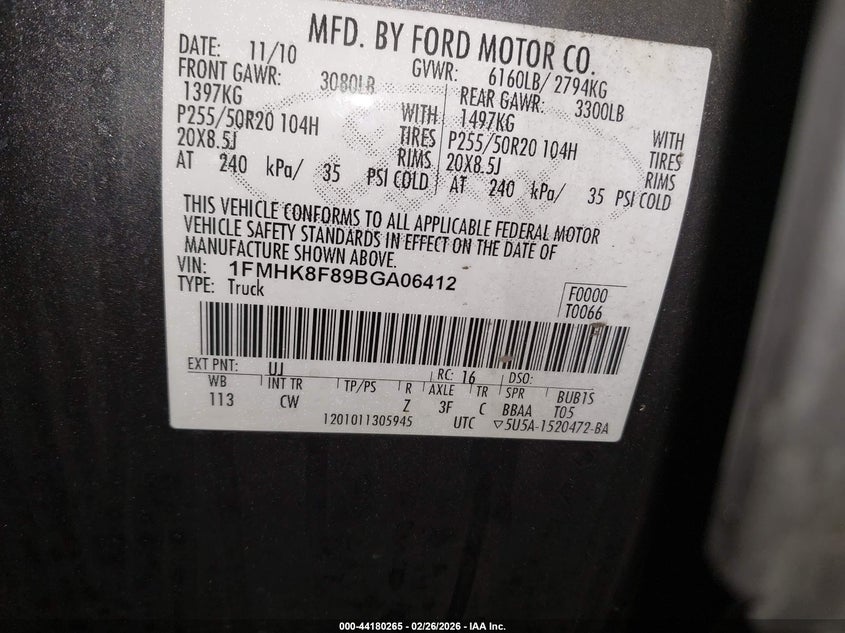 MFD. BY FORD MOTOR CO.
DATE: 11/10 GVWR: 6160LB/ 2794KG
FRONT GAWR: 3080LB REAR GAWR: 3300LB
1397KG WITH 1497KG WITH
P255/50R20 104H TIRES P255/50R20 104H TIRES
20X8.5J RIMS 20X8.5J RIMS
AT 240 kPa/ 35 PSI COLD AT 240 kPa/ 35 PSI COLD
THIS VEHICLE CONFORMS TO ALL APPLICABLE FEDERAL MOTOR
VEHICLE SAFETY STANDARDS IN EFFECT ON THE DATE OF
MANUFACTURE SHOWN ABOVE.
VIN: 1FMHK8F89BGA06412
TYPE: Truck
F0000
T0066
EXT PNT: UJ RC: 16 DSO:
WB INT TR TP/PS R AXLE TR SPR BUB1S
113 CW Z 3F C BBAA T05
1201011305945 UTC ▽5U5A-1520472-BA
000-44180265 - 02/26/2026 - IAA Inc.